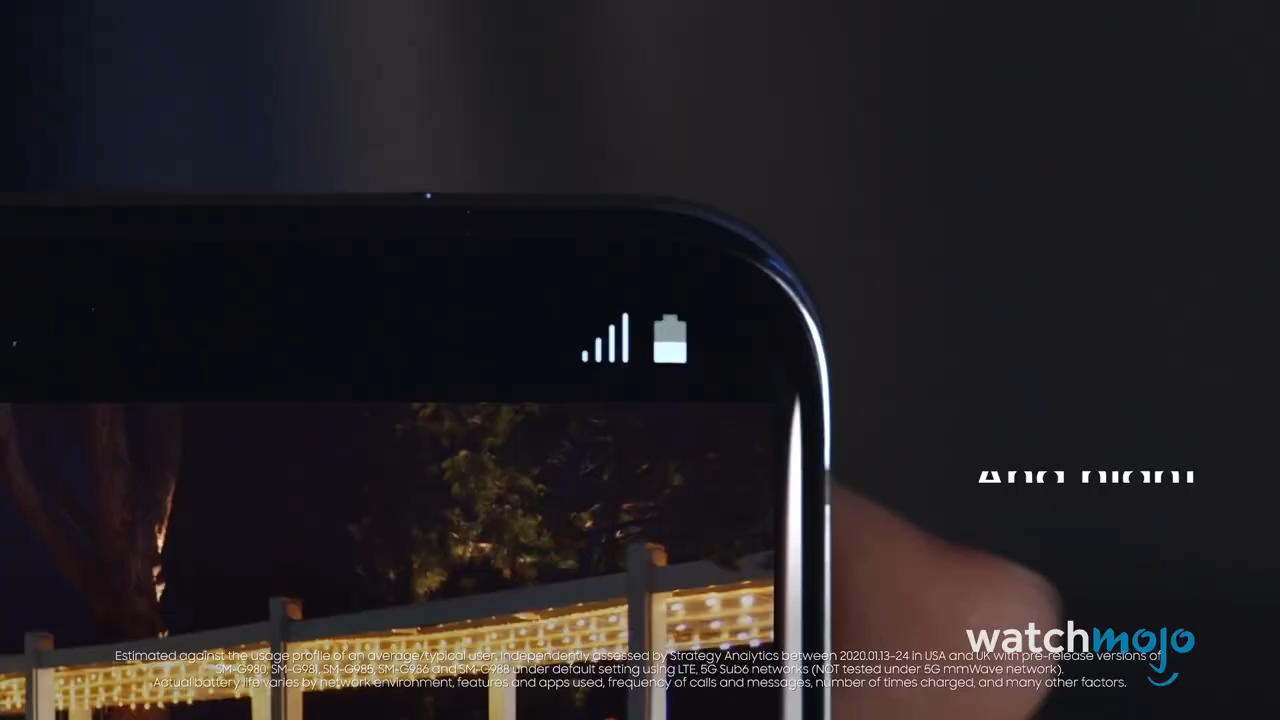 watchmojo
Estimated against the usage profile of an average/typical user. Independently assessed by Strategy Analytics between 2020.01.13-24 in USA and UK with pre-release versions of
SM-G980, SM-G931, SM-G985, SM-G986 and SM-G988 under default setting using LTE, 5G Sub6 networks (NOT tested under 5G mmWave network).
Actual battery life varies by network environment, features and apps used, frequency of calls and messages, number of times charged, and many other factors.